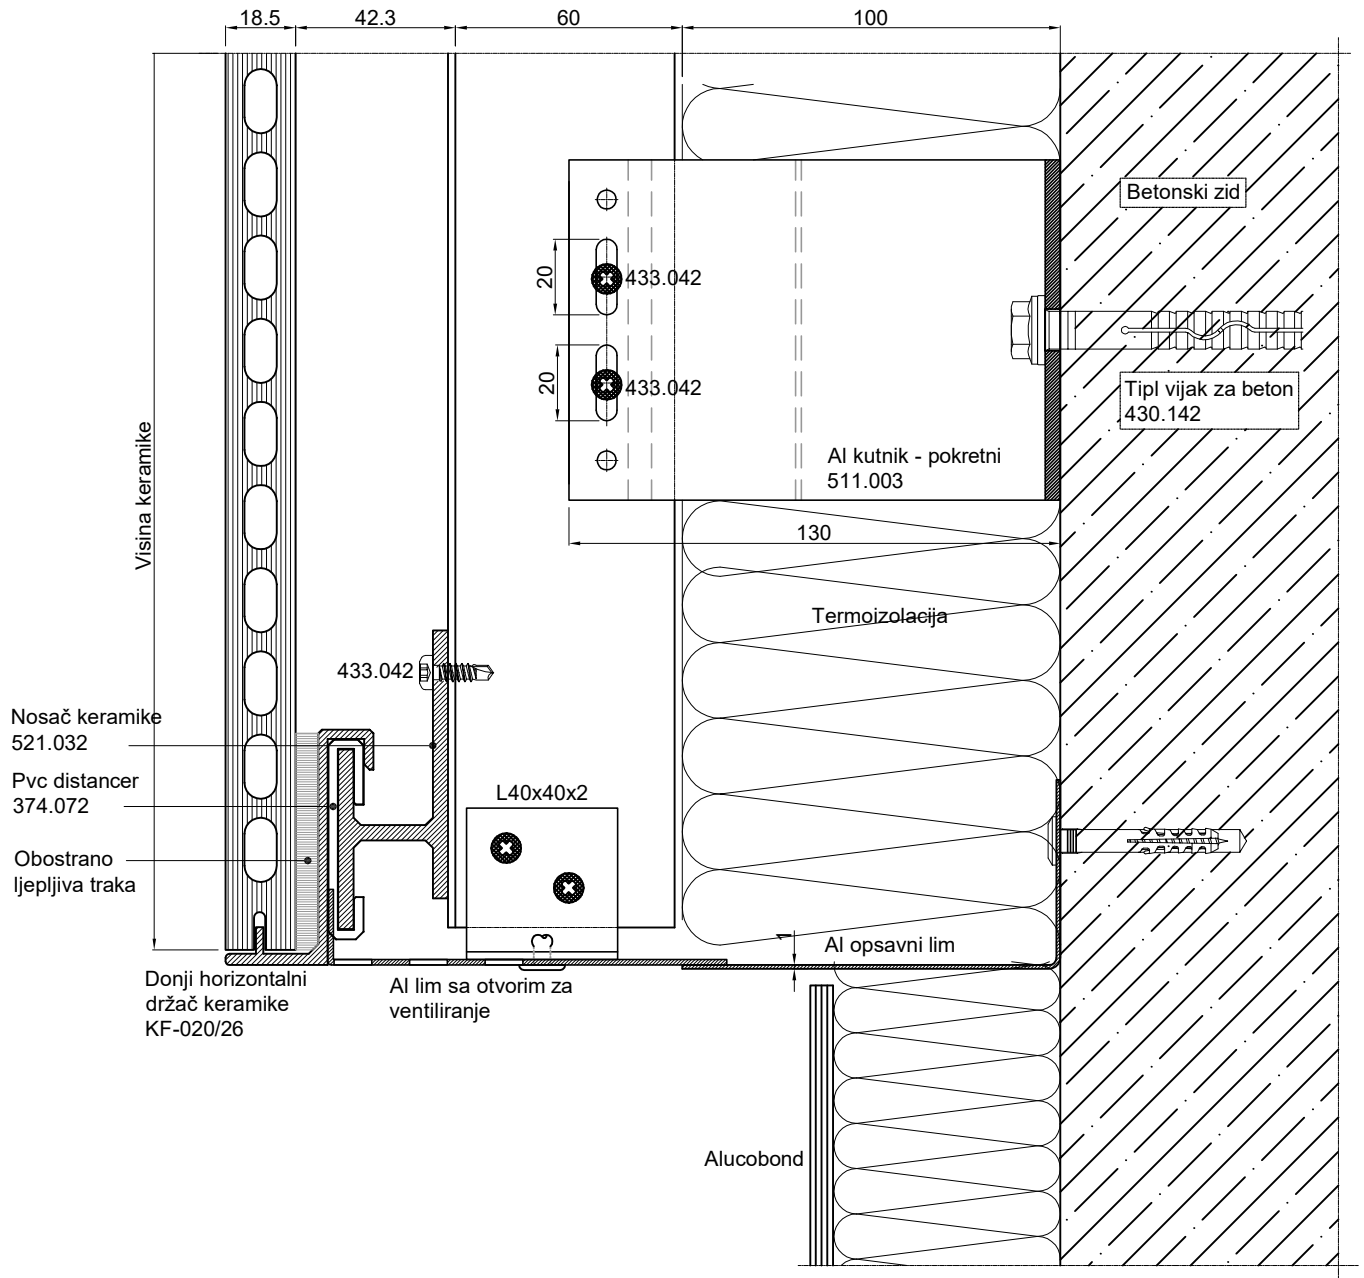 18.5
42.3
60
100
Betonski zid
20
433.042
20
433.042
Tipl vijak za beton
430.142
Al kutnik - pokretni
511.003
130
Visina keramike
Termoizolacija
433.042
Nosač keramike
521.032
Pvc distancer
374.072
L40x40x2
Obostrano
ljepljiva traka
1
Al opsavni lim
Donji horizontalni
držač keramike
KF-020/26
Al lim sa otvorim za
ventiliranje
Alucobond